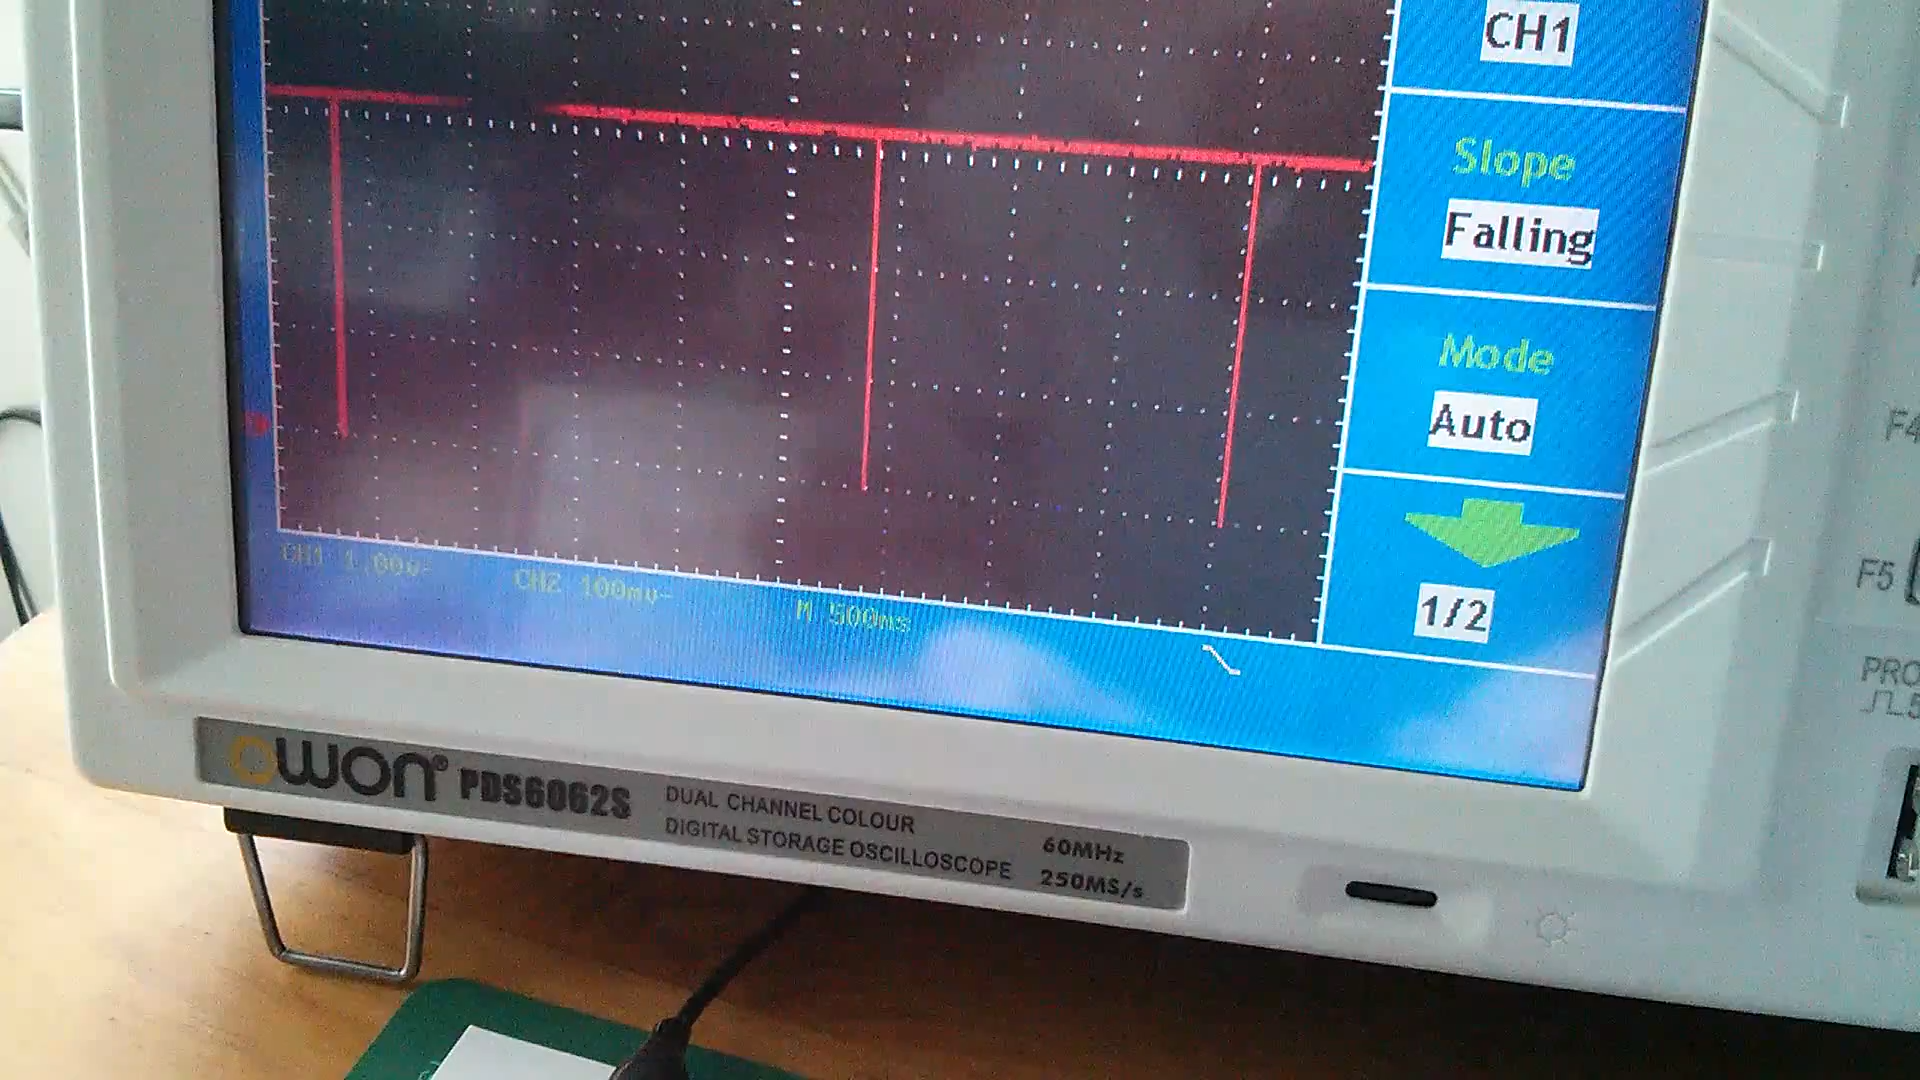 CH1
Slope
Falling
Mode
Auto
1/2
CH1 1.00v~
CH2 100mv~
M 500ms
owon® PDS6062S
DUAL CHANNEL COLOUR
DIGITAL STORAGE OSCILLOSCOPE
60MHz
250MS/s
F4
F5
PRO